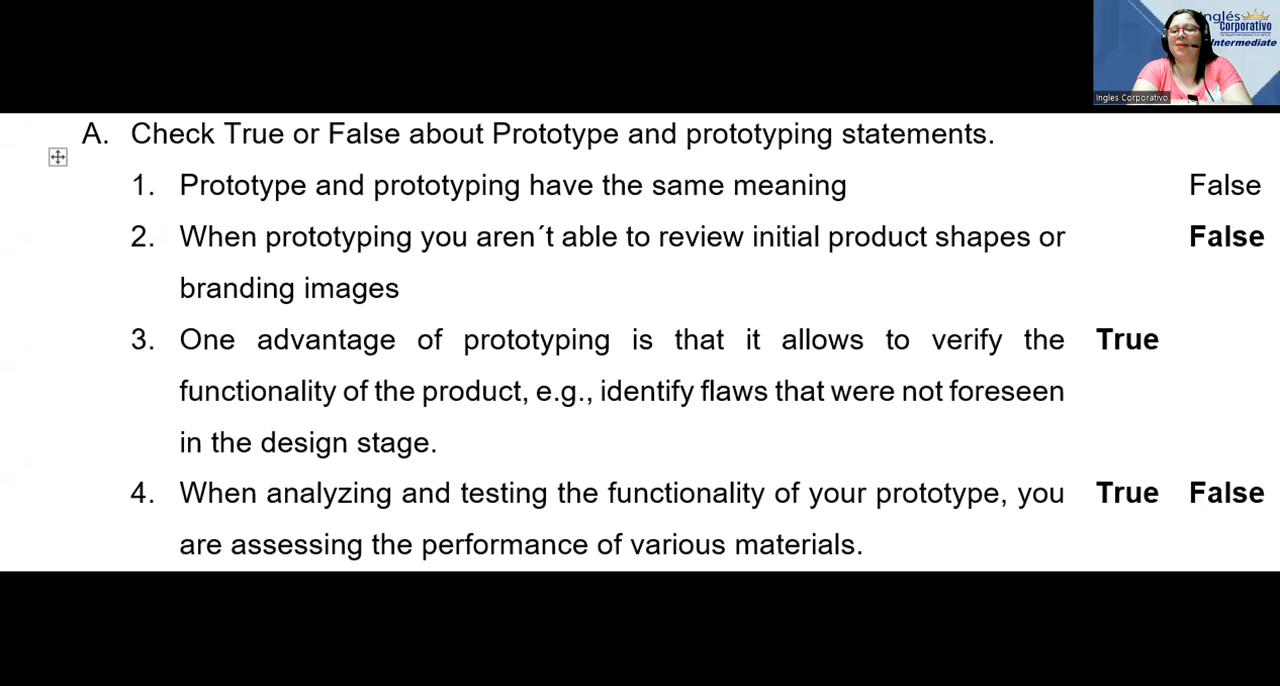 Inglés
Corporativo
Intermediate
Ingles Corporativo
A. Check True or False about Prototype and prototyping statements.
1. Prototype and prototyping have the same meaning False
2. When prototyping you aren´t able to review initial product shapes or False
branding images
3. One advantage of prototyping is that it allows to verify the True
functionality of the product, e.g., identify flaws that were not foreseen
in the design stage.
4. When analyzing and testing the functionality of your prototype, you True False
are assessing the performance of various materials.